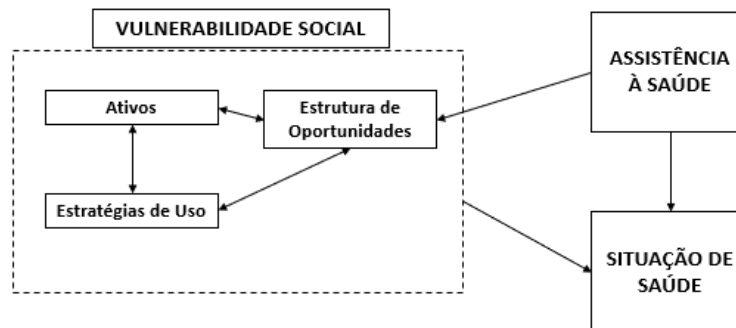 VULNERABILIDADE SOCIAL
Ativos
Estrutura de
Oportunidades
Estratégias de Uso
ASSISTÊNCIA
À SAÚDE
SITUAÇÃO DE
SAÚDE